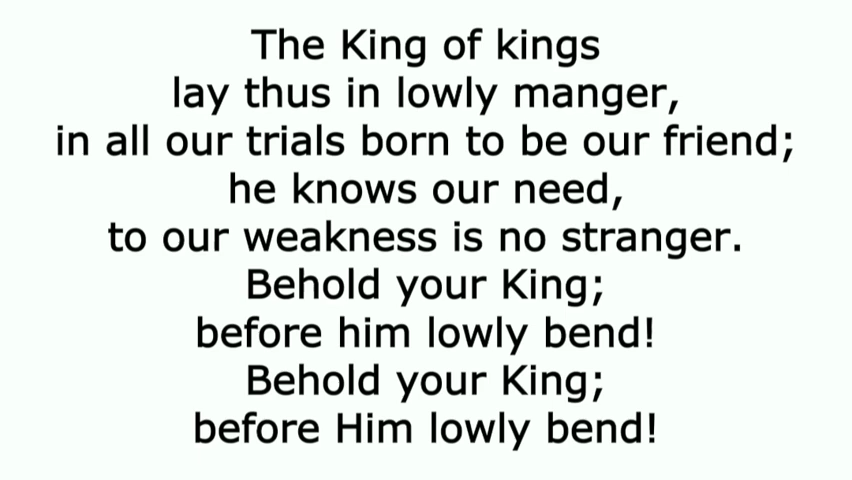 The King of kings
lay thus in lowly manger,
in all our trials born to be our friend;
he knows our need,
to our weakness is no stranger.
Behold your King;
before him lowly bend!
Behold your King;
before Him lowly bend!